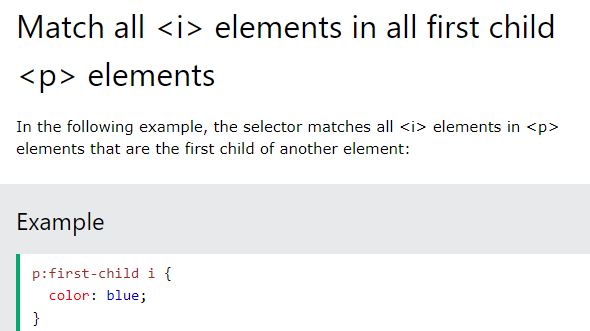 Match all <i> elements in all first child
<p> elements
In the following example, the selector matches all <i> elements in <p>
elements that are the first child of another element:
Example
p:first-child i {
  color: blue;
}